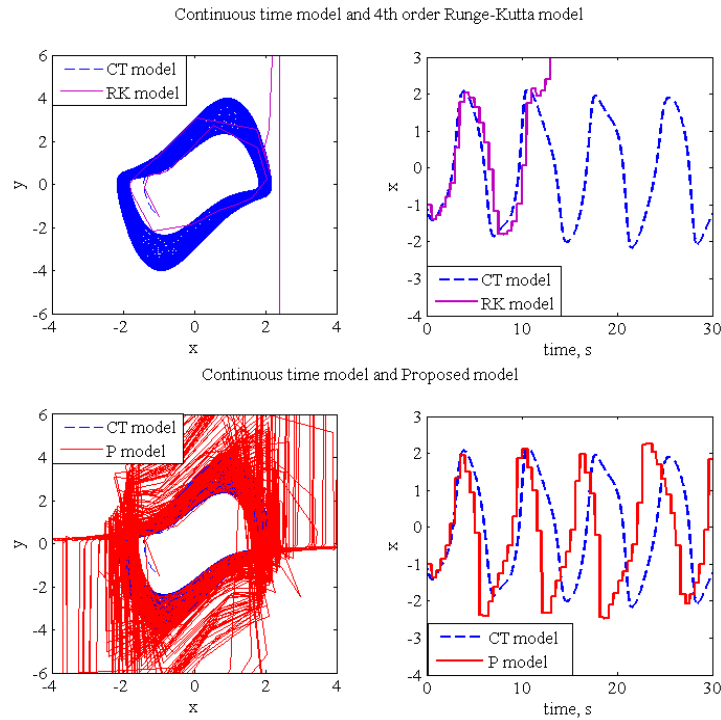 Continuous time model and 4th order Runge-Kutta model
6
4
2
0
-2
-4
-6
y
-4
-2
0
2
4
x
CT model
RK model
3
2
1
0
-1
-2
-3
-4
x
0
10
20
30
time, s
CT model
RK model
Continuous time model and Proposed model
6
4
2
0
-2
-4
-6
y
-4
-2
0
2
4
x
CT model
P model
3
2
1
0
-1
-2
-3
-4
x
0
10
20
30
time, s
CT model
P model